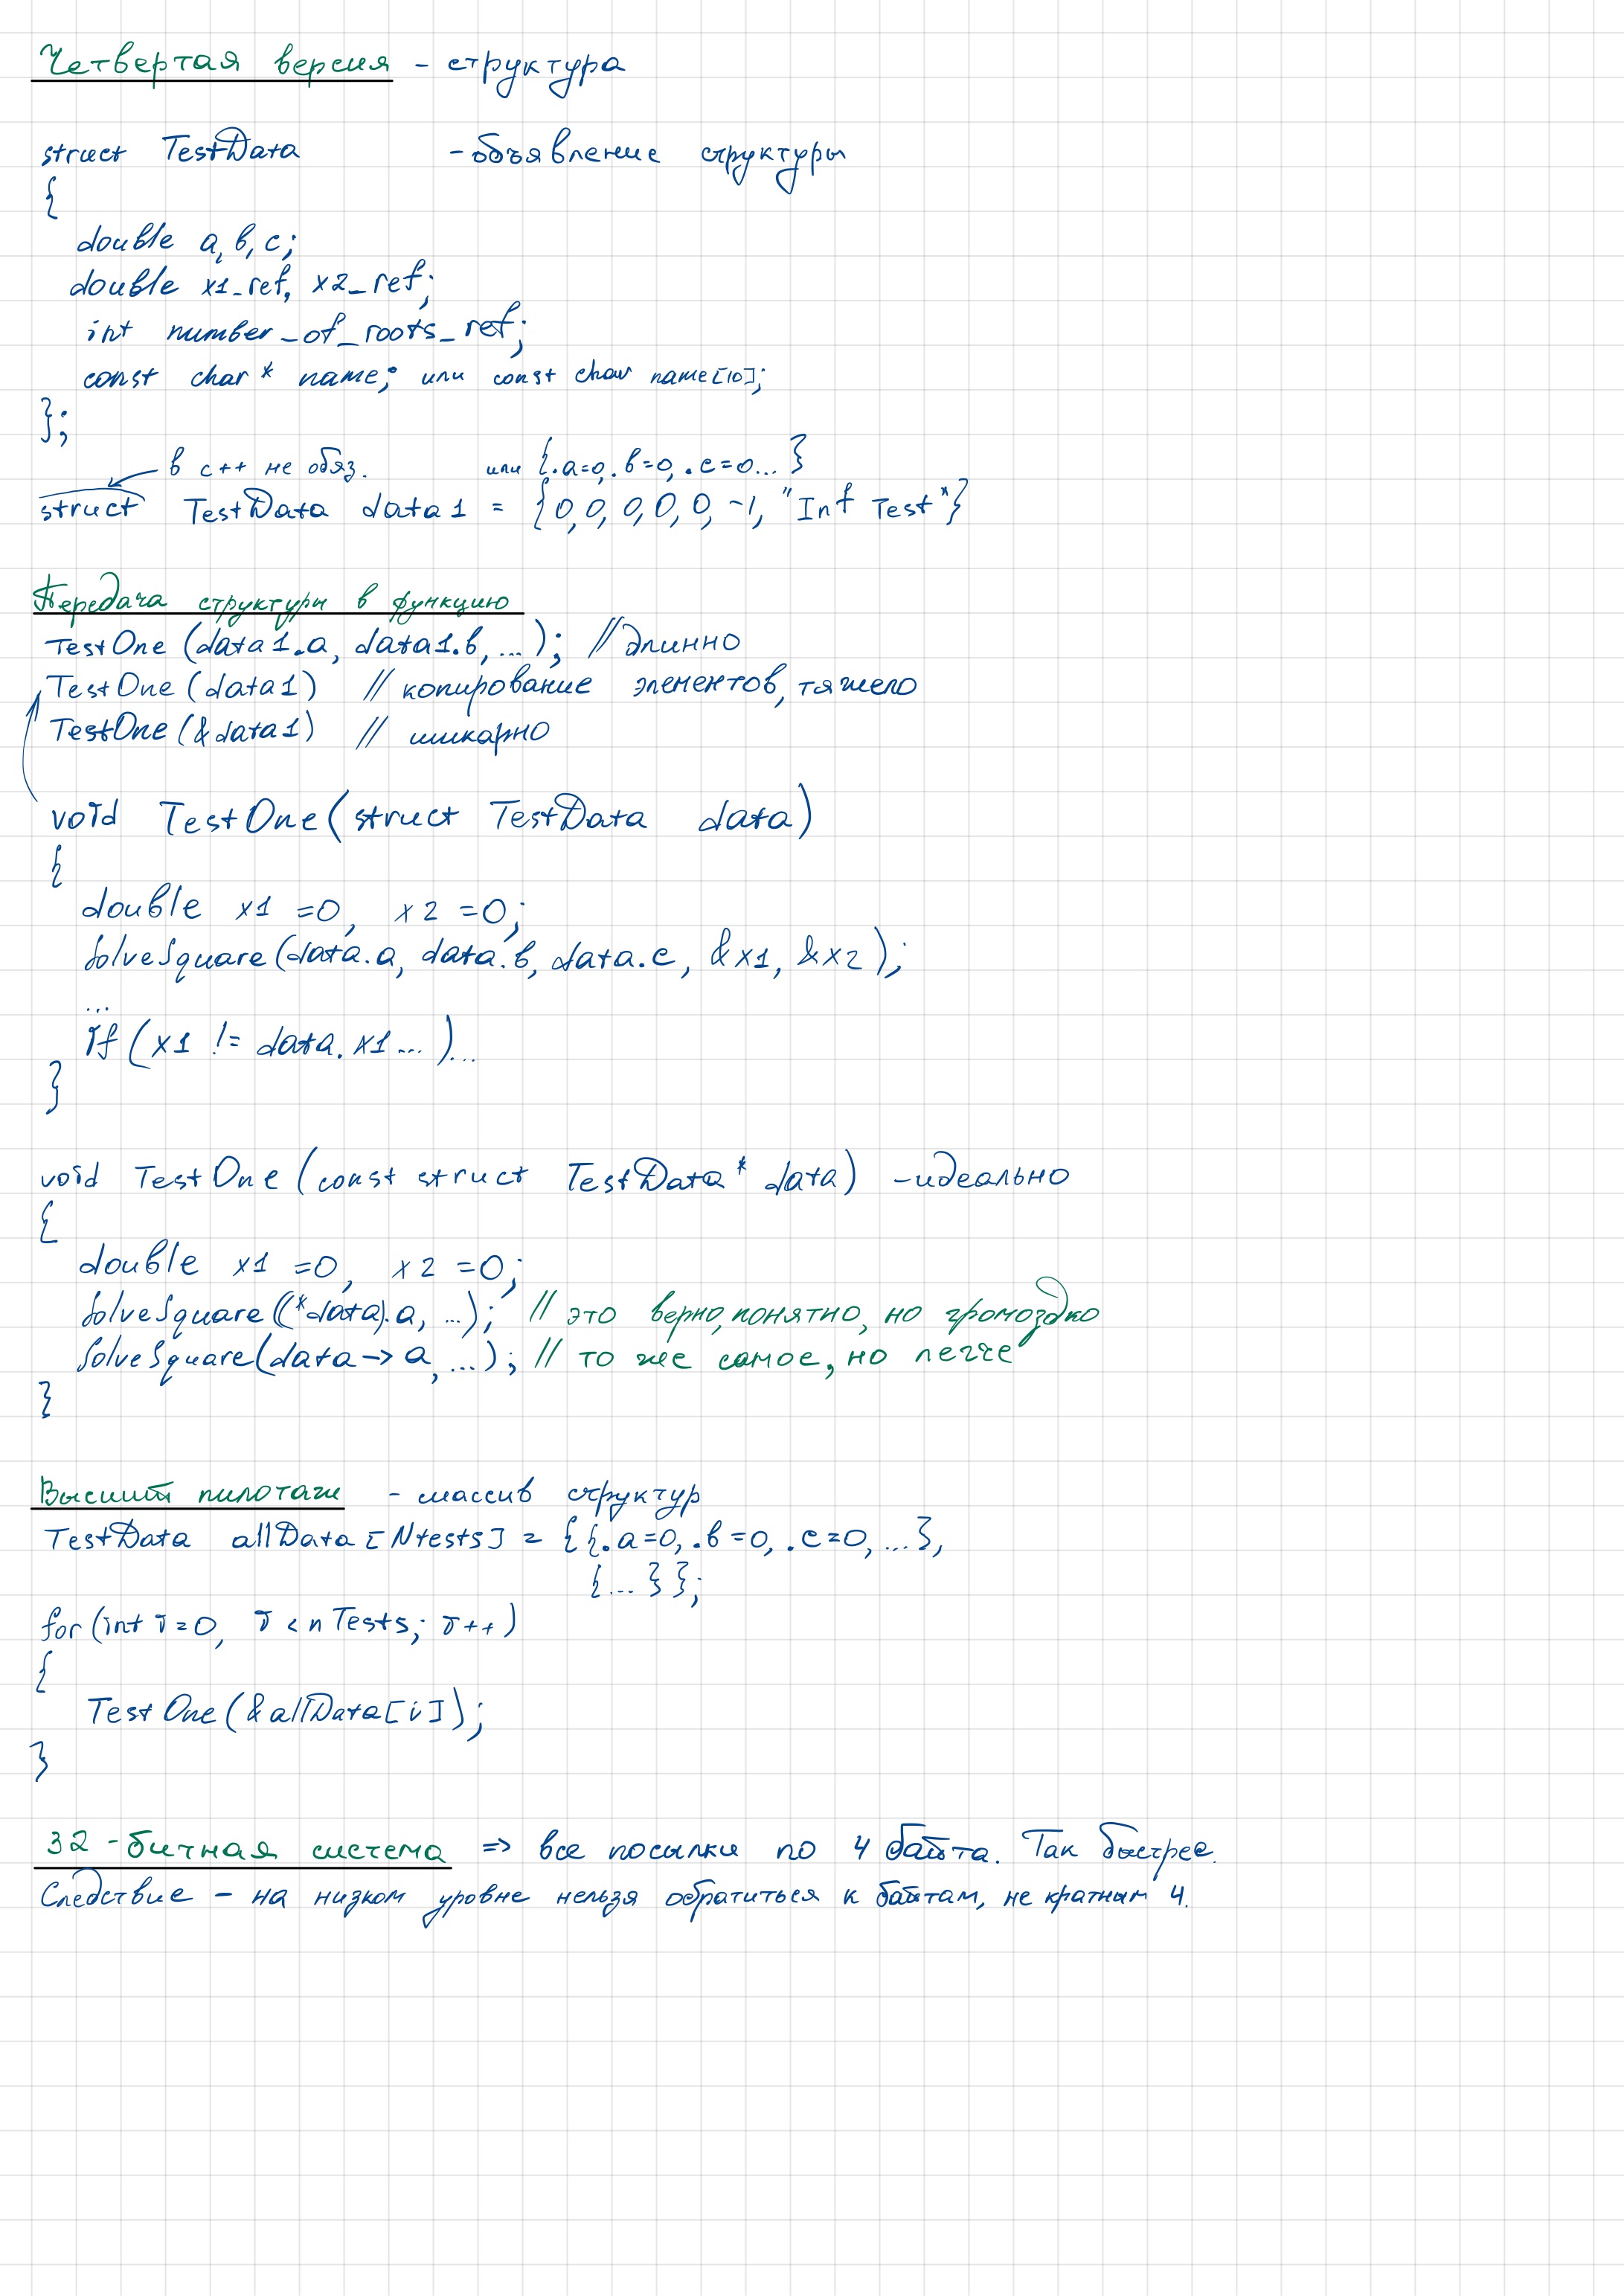 Четвертая версия - структура
struct TestData - объявление структуры
{
double a, b, c;
double x1_ref, x2_ref;
int number_of_roots_ref;
const char* name; или const char name[10];
};
в c++ не обяз. или {.a=0, .b=0, .c=0...}
struct TestData data1 = {0, 0, 0, 0, 0, -1, "Inf Test"}
Передача структуры в функцию
TestOne (data1.a, data1.b, ...); // длинно
TestOne (data1) // копирование элементов, тяжело
TestOne (&data1) // шикарно
void TestOne (struct TestData data)
{
double x1 =0, x2 =0;
SolveSquare (data.a, data.b, data.c, &x1, &x2);
...
if (x1 != data.x1...)...
}
void TestOne (const struct TestData* data) - идеально
{
double x1 =0, x2 =0;
SolveSquare ((*data).a, ...); // это верно, понятно, но громоздко
SolveSquare (data->a, ...); // то же самое, но легче
}
Высший пилотаж - массив структур
TestData allData [Ntests] = {{.a=0, .b=0, .c=0, ...},
{...}};
for (int i=0, i < nTests; i++)
{
TestOne (&allData[i]);
}
32-битная система => все посылки по 4 байта. Так быстрее.
Следствие - на низком уровне нельзя обратиться к байтам, не кратным 4.